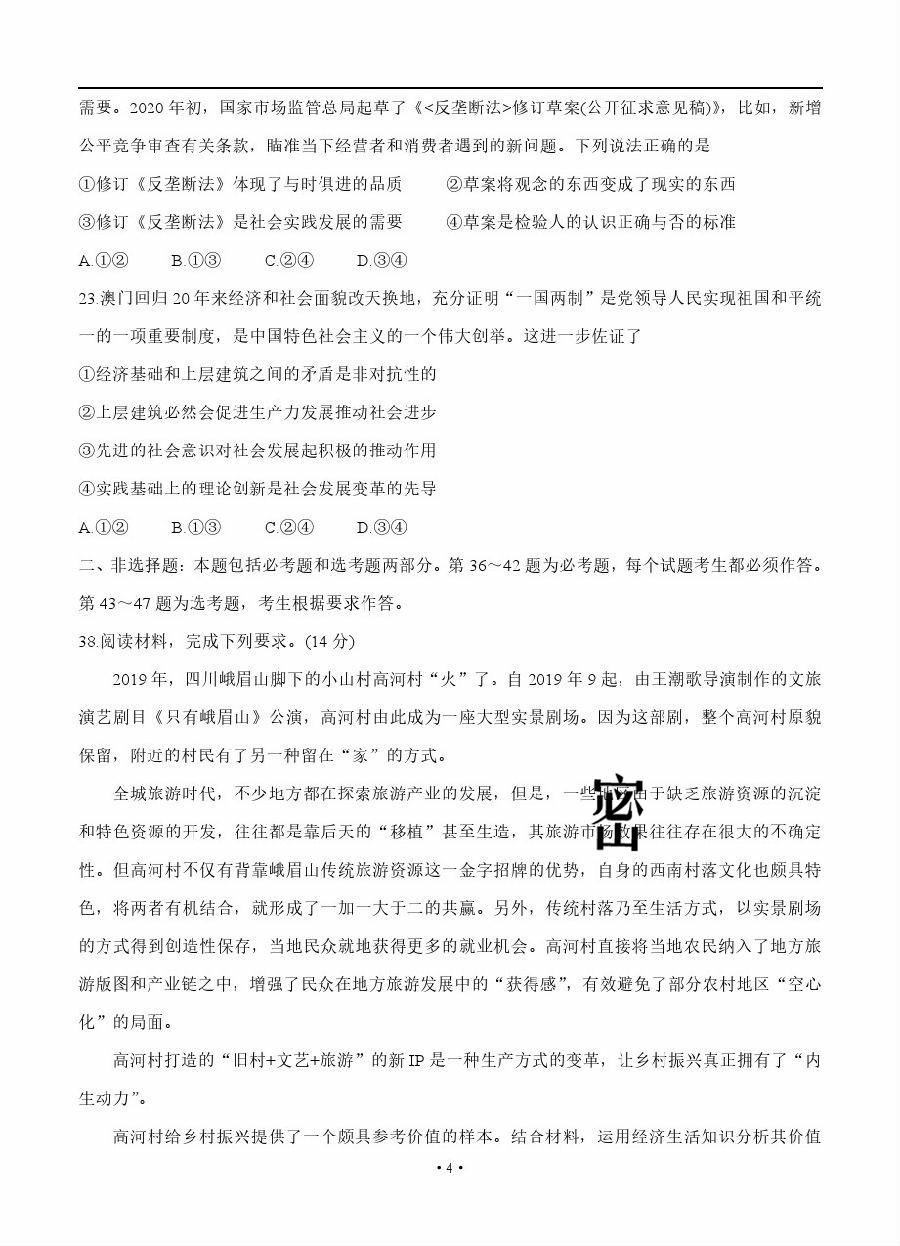 需要。2020年初，国家市场监管总局起草了《<反垄断法>修订草案(公开征求意见稿)》，比如，新增
公平竞争审查有关条款，瞄准当下经营者和消费者遇到的新问题。下列说法正确的是
①修订《反垄断法》体现了与时俱进的品质 ②草案将观念的东西变成了现实的东西
③修订《反垄断法》是社会实践发展的需要 ④草案是检验人的认识正确与否的标准
A.①② B.①③ C.②④ D.③④
23.澳门回归20年来经济和社会面貌改天换地，充分证明“一国两制”是党领导人民实现祖国和平统
一的一项重要制度，是中国特色社会主义的一个伟大创举。这进一步佐证了
①经济基础和上层建筑之间的矛盾是非对抗性的
②上层建筑必然会促进生产力发展推动社会进步
③先进的社会意识对社会发展起积极的推动作用
④实践基础上的理论创新是社会发展变革的先导
A.①② B.①③ C.②④ D.③④
二、非选择题：本题包括必考题和选考题两部分。第36～42题为必考题，每个试题考生都必须作答。
第43～47题为选考题，考生根据要求作答。
38.阅读材料，完成下列要求。(14分)
2019年，四川峨眉山脚下的小山村高河村“火”了。自2019年9起，由王潮歌导演制作的文旅
演艺剧目《只有峨眉山》公演，高河村由此成为一座大型实景剧场。因为这部剧，整个高河村原貌
保留，附近的村民有了另一种留在“家”的方式。
全域旅游时代，不少地方都在探索旅游产业的发展，但是，一些地区由于缺乏旅游资源的沉淀
和特色资源的开发，往往都是靠后天的“移植”甚至生造，其旅游市场效果往往存在很大的不确定
性。但高河村不仅有背靠峨眉山传统旅游资源这一金字招牌的优势，自身的西南村落文化也颇具特
色，将两者有机结合，就形成了一加一大于二的共赢。另外，传统村落乃至生活方式，以实景剧场
的方式得到创造性保存，当地民众就地获得更多的就业机会。高河村直接将当地农民纳入了地方旅
游版图和产业链之中，增强了民众在地方旅游发展中的“获得感”，有效避免了部分农村地区“空心
化”的局面。
高河村打造的“旧村+文艺+旅游”的新IP是一种生产方式的变革，让乡村振兴真正拥有了“内
生动力”。
高河村给乡村振兴提供了一个颇具参考价值的样本。结合材料，运用经济生活知识分析其价值
·4·
密